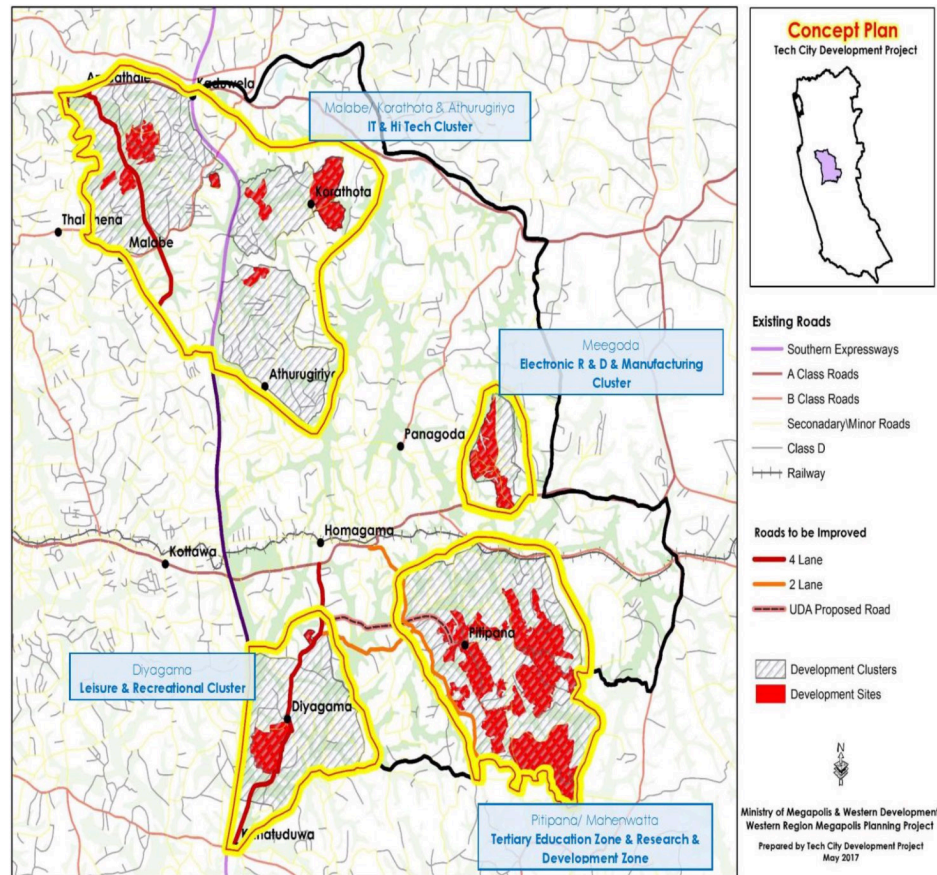 Concept Plan
Tech City Development Project
Kaduwela
Malabe/ Korathota & Athurugiriya
IT & Hi Tech Cluster
Korathota
Malabe
Meegoda
Electronic R & D & Manufacturing
Cluster
Athurugiriya
Panagoda
Homagama
Kottawa
Pitipana
Diyagama
Leisure & Recreational Cluster
Diyagama
Pitipana/ Mahenwatta
Tertiary Education Zone & Research &
Development Zone
Existing Roads
Southern Expressways
A Class Roads
B Class Roads
Seconadary\Minor Roads
Class D
Railway
Roads to be Improved
4 Lane
2 Lane
UDA Proposed Road
Development Clusters
Development Sites
N
Ministry of Megapolis & Western Development
Western Region Megapolis Planning Project
Prepared by Tech City Development Project
May 2017